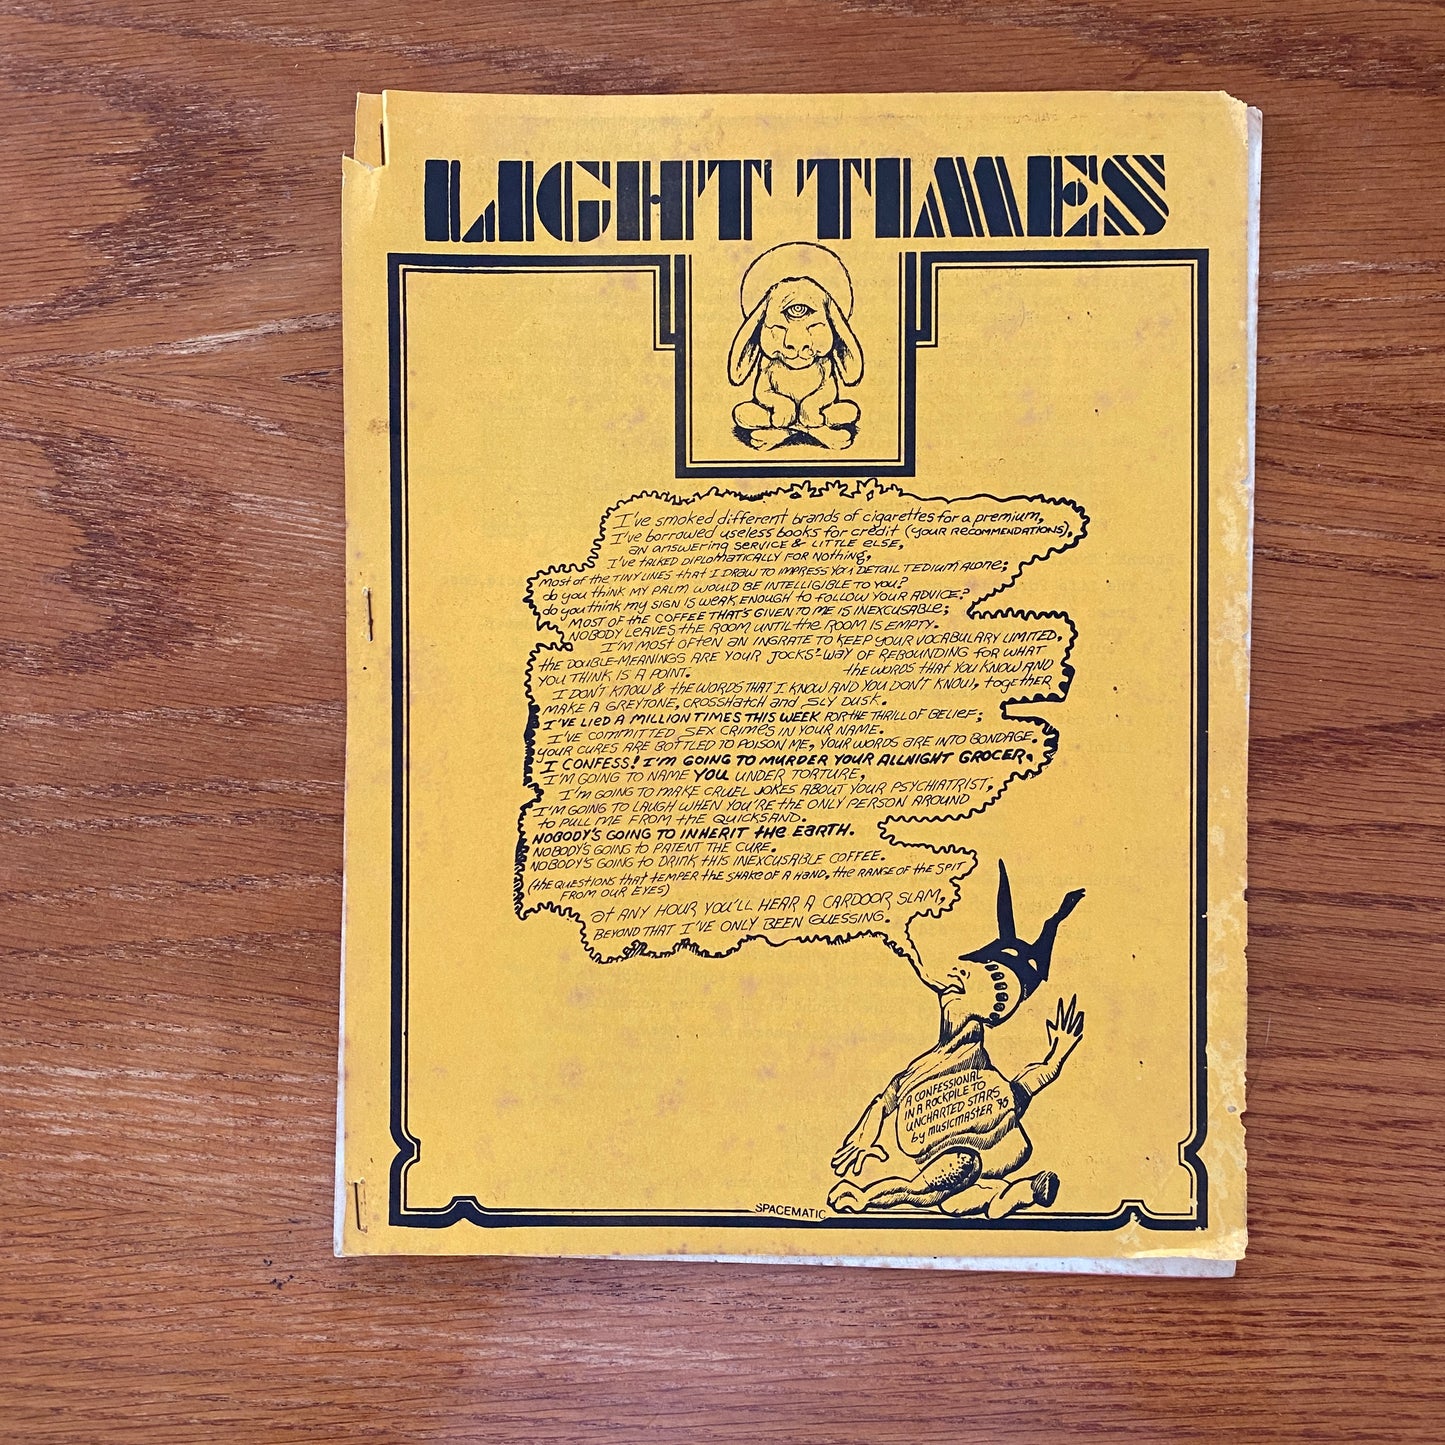 LIGHT TIMES
I've smoked different brands of cigarettes for a premium,
I've borrowed useless books for credit (YOUR RECOMMENDATIONS),
an answering service & little else,
I've talked diplomatically for nothing,
most of the tiny lines that I draw to impress you detail tedium alone;
do you think my palm would be intelligible to you?
do you think my sign is weak enough to follow your advice?
most of the coffee that's given to me is inexcusable;
nobody leaves the room until the room is empty.
I'm most often an ingrate to keep your vocabulary limited,
the double-meanings are your jocks' way of rebounding for what
you think is a point. the words that you know and
I don't know & the words that I know and you don't know, together
make a greytone, crosshatch and sly dusk.
I'VE LIED A MILLION TIMES THIS WEEK for the thrill of belief;
I've committed sex crimes in your name.
your cures are bottled to poison me, your words are into bondage.
I CONFESS! I'M GOING TO MURDER YOUR ALLNIGHT GROCER.
I'm going to name YOU under torture,
I'm going to make cruel jokes about your psychiatrist;
I'm going to laugh when you're the only person around
to pull me from the quicksand.
NOBODY'S GOING TO INHERIT the EARTH.
nobody's going to patent the cure.
nobody's going to drink this inexcusable coffee.
(the questions that temper the shake of a hand, the range of the spit
from our eyes)
at any hour you'll hear a cardoor slam,
beyond that I've only been guessing.
A CONFESSIONAL
IN A ROCKPILE TO
UNCHARTED STARS
by musicmaster 76
SPACEMATIC